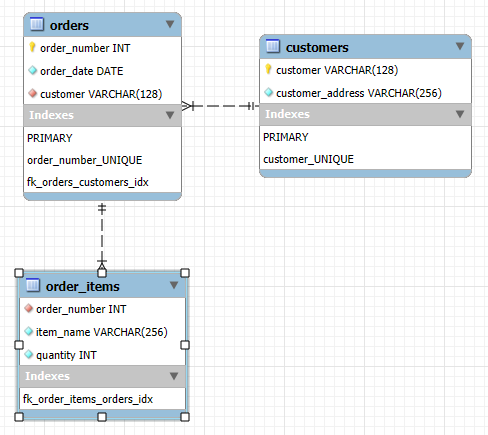 orders
order_number INT
order_date DATE
customer VARCHAR(128)
Indexes
PRIMARY
order_number_UNIQUE
fk_orders_customers_idx
customers
customer VARCHAR(128)
customer_address VARCHAR(256)
Indexes
PRIMARY
customer_UNIQUE
order_items
order_number INT
item_name VARCHAR(256)
quantity INT
Indexes
fk_order_items_orders_idx